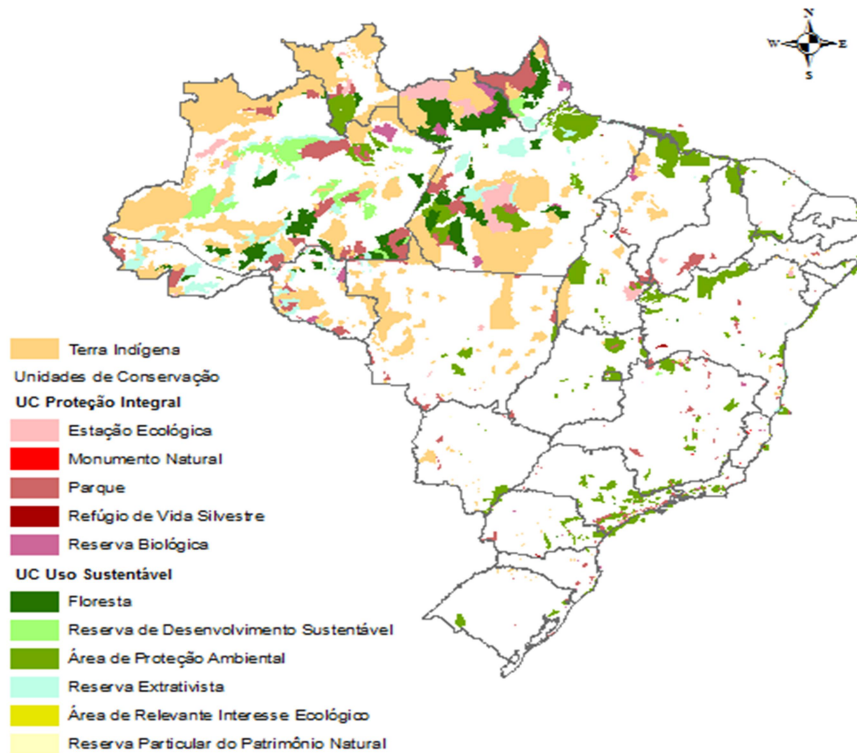 N
W E
S
Terra Indígena
Unidades de Conservação
UC Proteção Integral
Estação Ecológica
Monumento Natural
Parque
Refúgio de Vida Silvestre
Reserva Biológica
UC Uso Sustentável
Floresta
Reserva de Desenvolvimento Sustentável
Área de Proteção Ambiental
Reserva Extrativista
Área de Relevante Interesse Ecológico
Reserva Particular do Patrimônio Natural